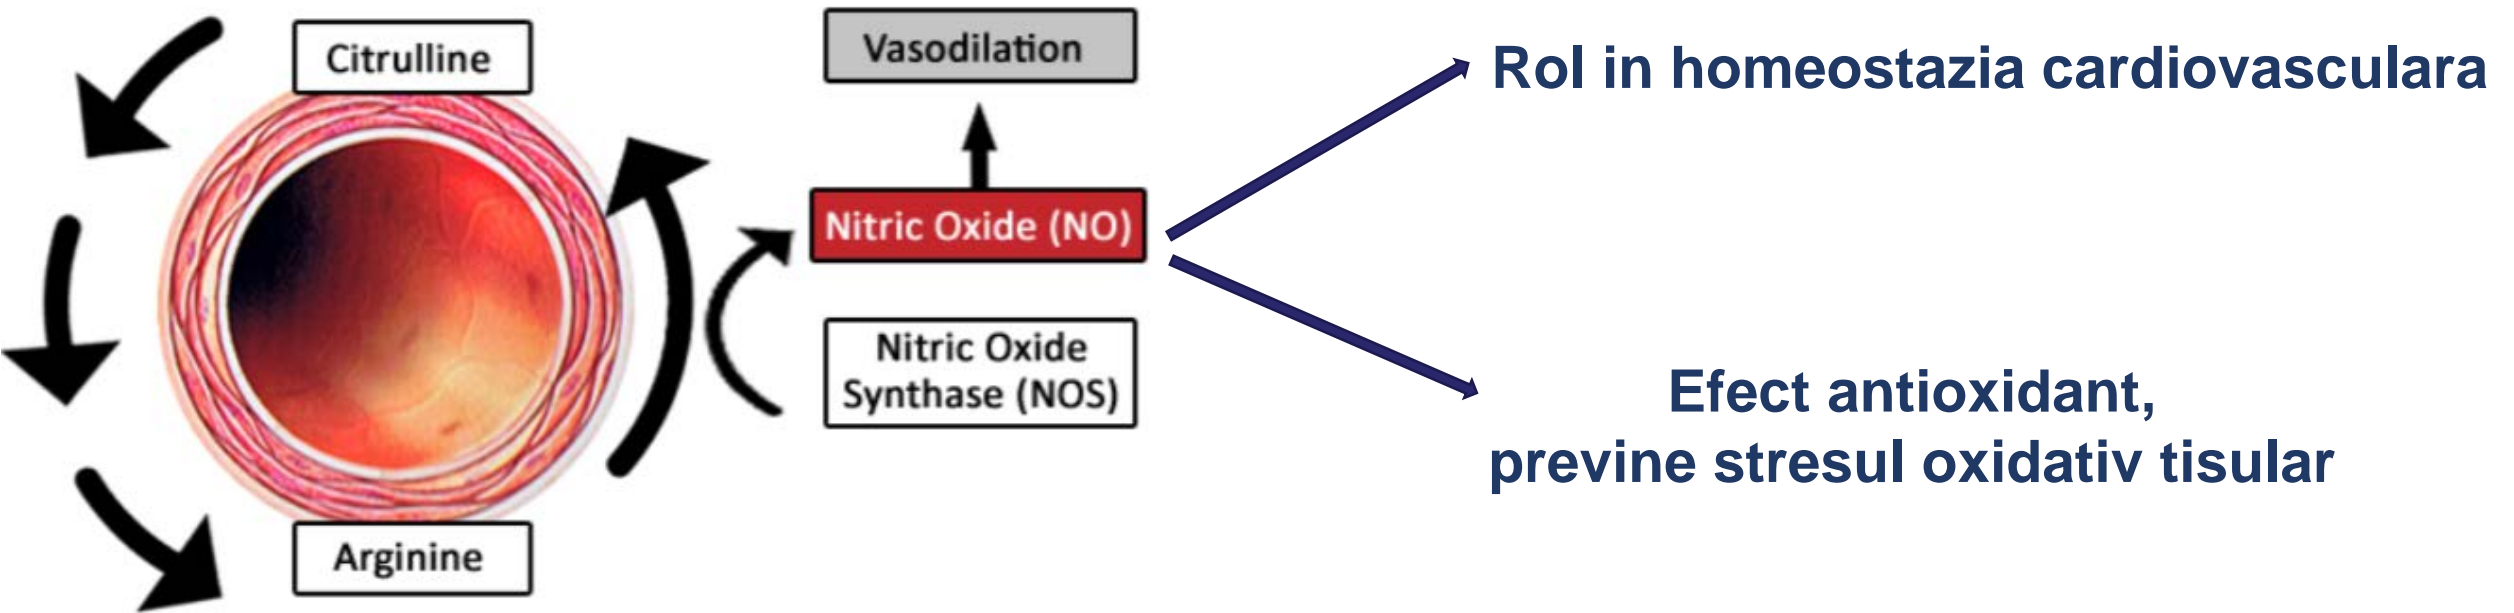 Citrulline
Vasodilation
Rol in homeostazia cardiovasculara
Nitric Oxide (NO)
Nitric Oxide
Synthase (NOS)
Efect antioxidant,
previne stresul oxidativ tisular
Arginine